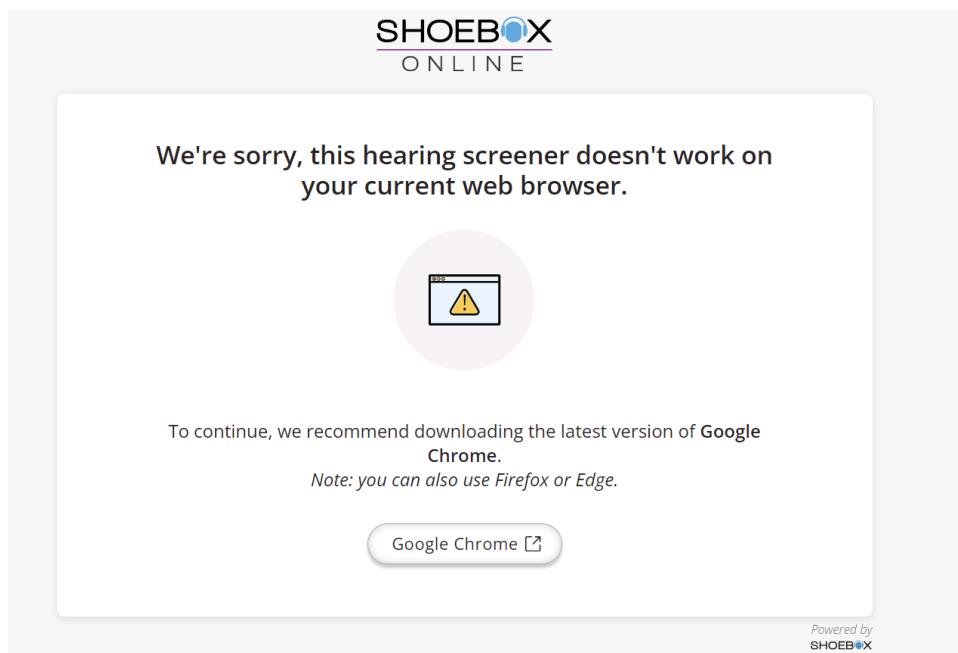 SHOEBOX
ONLINE
We're sorry, this hearing screener doesn't work on
your current web browser.
To continue, we recommend downloading the latest version of Google
Chrome.
Note: you can also use Firefox or Edge.
Google Chrome
Powered by
SHOEBOX